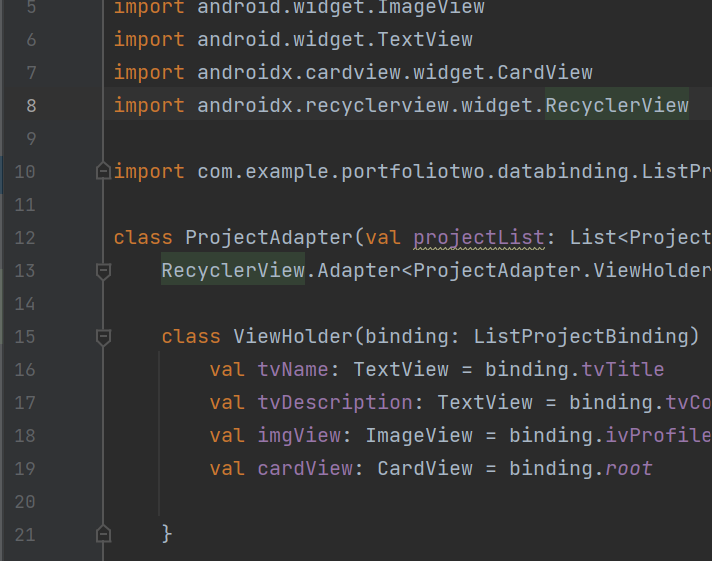 5 import android.widget.ImageView
6 import android.widget.TextView
7 import androidx.cardview.widget.CardView
8 import androidx.recyclerview.widget.RecyclerView
9
10 import com.example.portfoliotwo.databinding.ListPr
11
12 class ProjectAdapter(val projectList: List<Project
13 RecyclerView.Adapter<ProjectAdapter.ViewHolder
14
15 class ViewHolder(binding: ListProjectBinding)
16 val tvName: TextView = binding.tvTitle
17 val tvDescription: TextView = binding.tvCo
18 val imgView: ImageView = binding.ivProfile
19 val cardView: CardView = binding.root
20
21 }